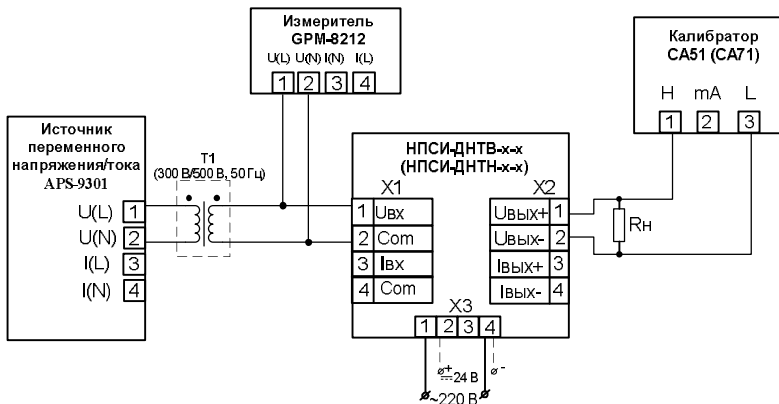 Измеритель
GPM-8212
U(L) U(N) I(N) I(L)
1 2 3 4
Калибратор
CA51 (CA71)
H mA L
1 2 3
Источник
переменного
напряжения/тока
APS-9301
U(L) 1
U(N) 2
I(L) 3
I(N) 4
T1
(300 В/500 В, 50 Гц)
НПСИ-ДНТВ-х-х
(НПСИ-ДНТН-х-х)
X1
1 Uвх
2 Com
3 Iвх
4 Com
X2
Uвых+ 1
Uвых- 2
Iвых+ 3
Iвых- 4
Rн
X3
1 2 3 4
+ -
24 В
~220 В